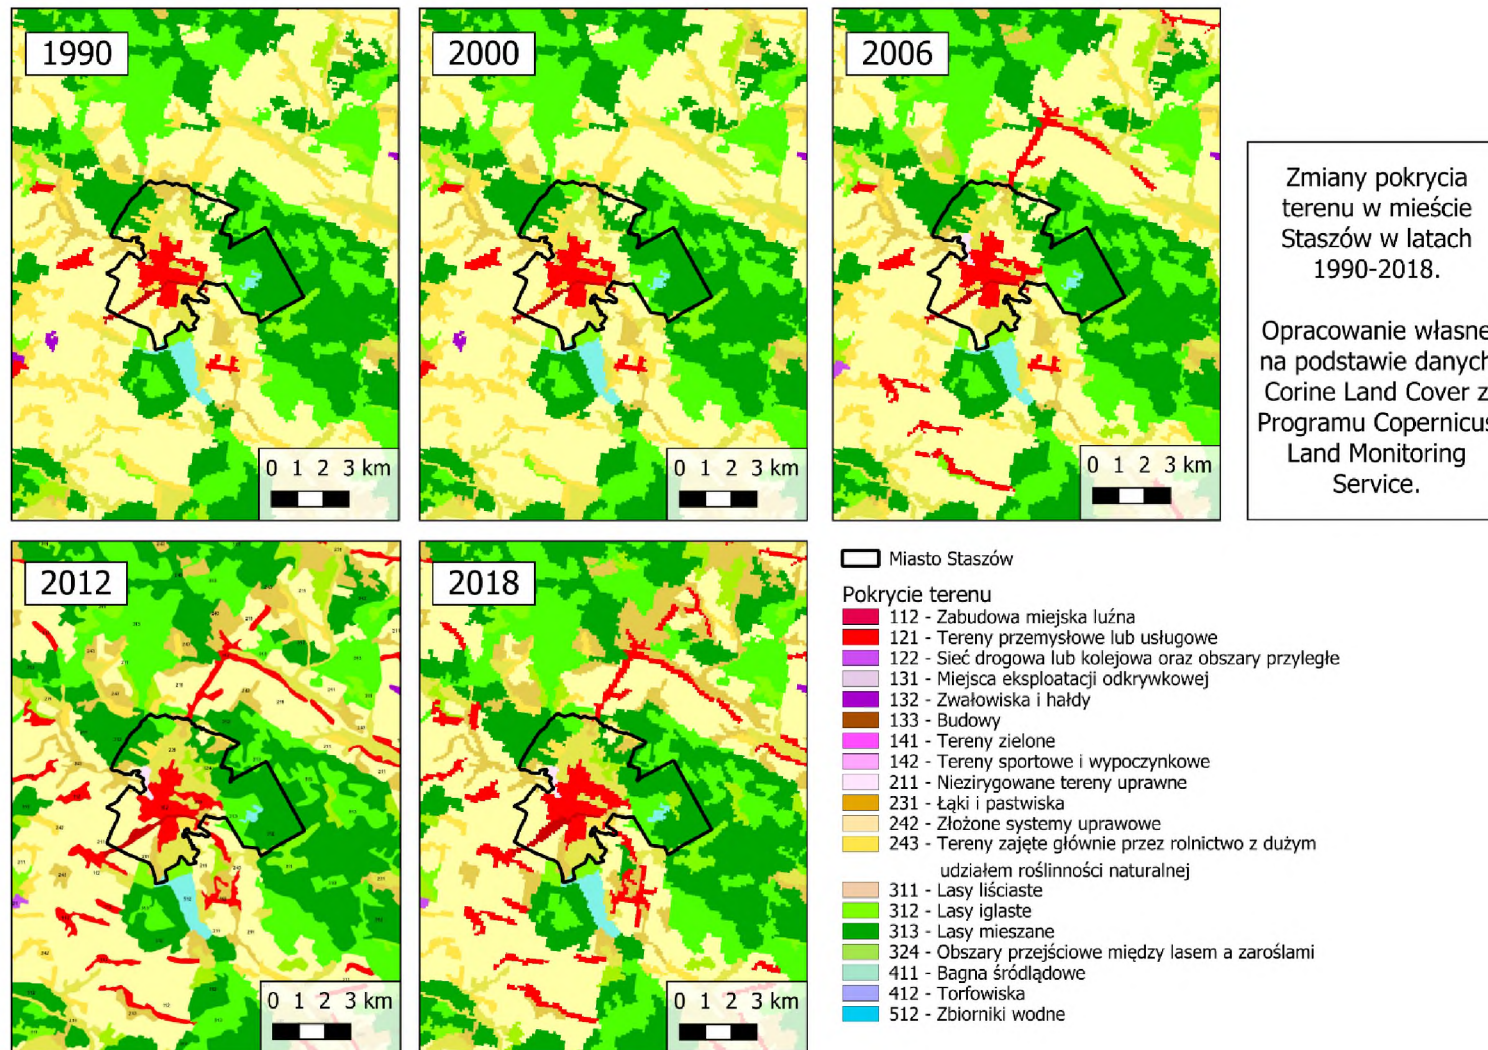 1990
2000
2006
0 1 2 3 km
0 1 2 3 km
0 1 2 3 km
Zmiany pokrycia
terenu w mieście
Staszów w latach
1990-2018.
Opracowanie własne
na podstawie danych
Corine Land Cover z
Programu Copernicus
Land Monitoring
Service.
2012
2018
0 1 2 3 km
0 1 2 3 km
Miasto Staszów
Pokrycie terenu
112 - Zabudowa miejska luźna
121 - Tereny przemysłowe lub usługowe
122 - Sieć drogowa lub kolejowa oraz obszary przyległe
131 - Miejsca eksploatacji odkrywkowej
132 - Zwałowiska i hałdy
133 - Budowy
141 - Tereny zielone
142 - Tereny sportowe i wypoczynkowe
211 - Niezirygowane tereny uprawne
231 - Łąki i pastwiska
242 - Złożone systemy uprawowe
243 - Tereny zajęte głównie przez rolnictwo z dużym
udziałem roślinności naturalnej
311 - Lasy liściaste
312 - Lasy iglaste
313 - Lasy mieszane
324 - Obszary przejściowe między lasem a zaroślami
411 - Bagna śródlądowe
412 - Torfowiska
512 - Zbiorniki wodne